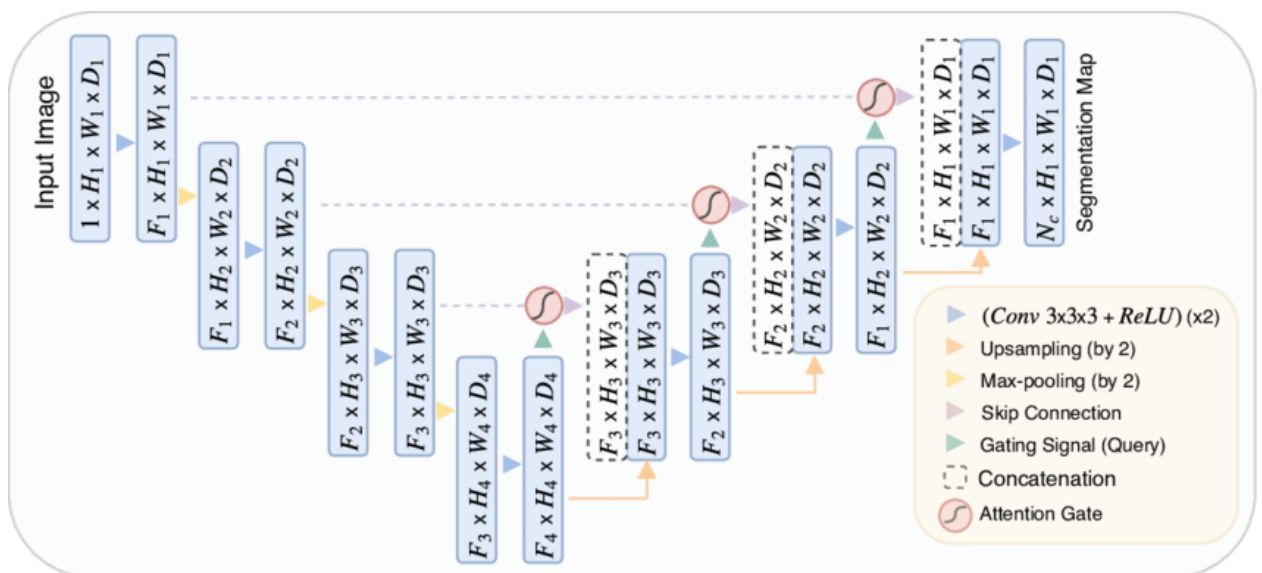 Input Image
1 x H₁ x W₁ x D₁
F₁ x H₁ x W₁ x D₁
F₁ x H₂ x W₂ x D₂
F₂ x H₂ x W₂ x D₂
F₂ x H₃ x W₃ x D₃
F₃ x H₃ x W₃ x D₃
F₃ x H₄ x W₄ x D₄
F₄ x H₄ x W₄ x D₄
F₃ x H₃ x W₃ x D₃
F₃ x H₃ x W₃ x D₃
F₂ x H₃ x W₃ x D₃
F₂ x H₂ x W₂ x D₂
F₂ x H₂ x W₂ x D₂
F₁ x H₂ x W₂ x D₂
F₁ x H₁ x W₁ x D₁
F₁ x H₁ x W₁ x D₁
N_c x H₁ x W₁ x D₁
Segmentation Map
(Conv 3x3x3 + ReLU) (x2)
Upsampling (by 2)
Max-pooling (by 2)
Skip Connection
Gating Signal (Query)
Concatenation
Attention Gate